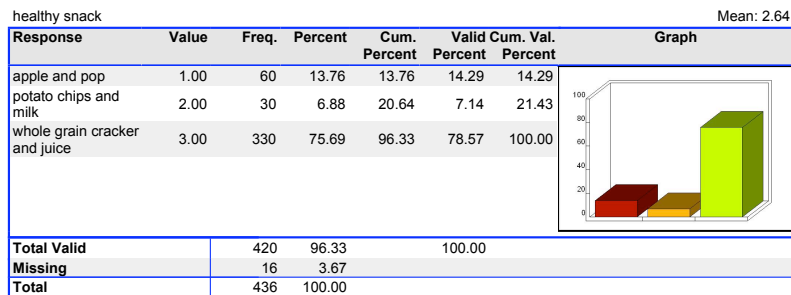 healthy snack Mean: 2.64
Response Value Freq. Percent Cum. Percent Valid Percent Cum. Val. Percent Graph
apple and pop 1.00 60 13.76 13.76 14.29 14.29
potato chips and milk 2.00 30 6.88 20.64 7.14 21.43
whole grain cracker and juice 3.00 330 75.69 96.33 78.57 100.00
100
80
60
40
20
0
Total Valid 420 96.33 100.00
Missing 16 3.67
Total 436 100.00